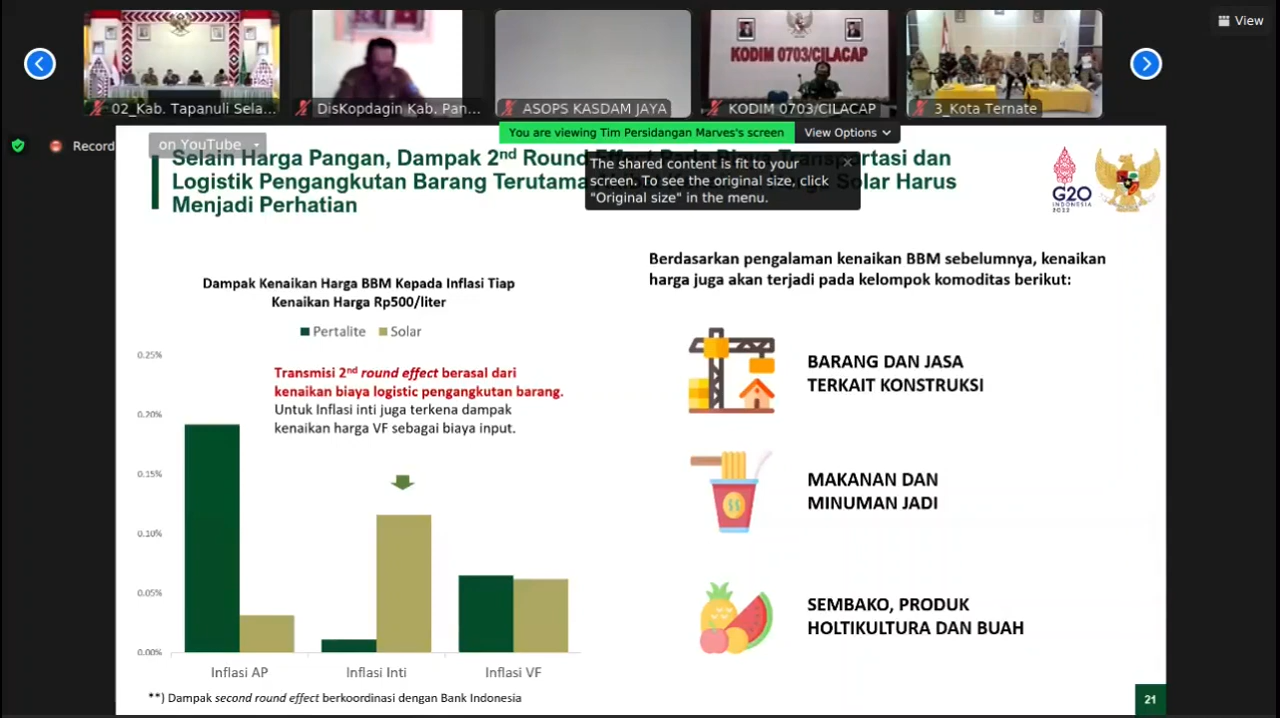 View
02_Kab. Tapanuli Sela...
DisKopdagin Kab. Pan...
ASOPS KASDAM JAYA
KODIM 0703/CILACAP
KODIM 0703/CILACAP
3_Kota Ternate
You are viewing Tim Persidangan Marves's screen
View Options
Record
on YouTube
The shared content is fit to your
screen. To see the original size, click
"Original size" in the menu.
Selain Harga Pangan, Dampak 2nd Round
Logistik Pengangkutan Barang Terutama Solar Harus
Menjadi Perhatian
G20
INDONESIA
2022
Dampak Kenaikan Harga BBM Kepada Inflasi Tiap
Kenaikan Harga Rp500/liter
Pertalite Solar
Transmisi 2nd round effect berasal dari
kenaikan biaya logistic pengangkutan barang.
Untuk Inflasi inti juga terkena dampak
kenaikan harga VF sebagai biaya input.
0.25%
0.20%
0.15%
0.10%
0.05%
0.00%
Inflasi AP Inflasi Inti Inflasi VF
**) Dampak second round effect berkoordinasi dengan Bank Indonesia
Berdasarkan pengalaman kenaikan BBM sebelumnya, kenaikan
harga juga akan terjadi pada kelompok komoditas berikut:
BARANG DAN JASA
TERKAIT KONSTRUKSI
MAKANAN DAN
MINUMAN JADI
SEMBAKO, PRODUK
HOLTIKULTURA DAN BUAH
21